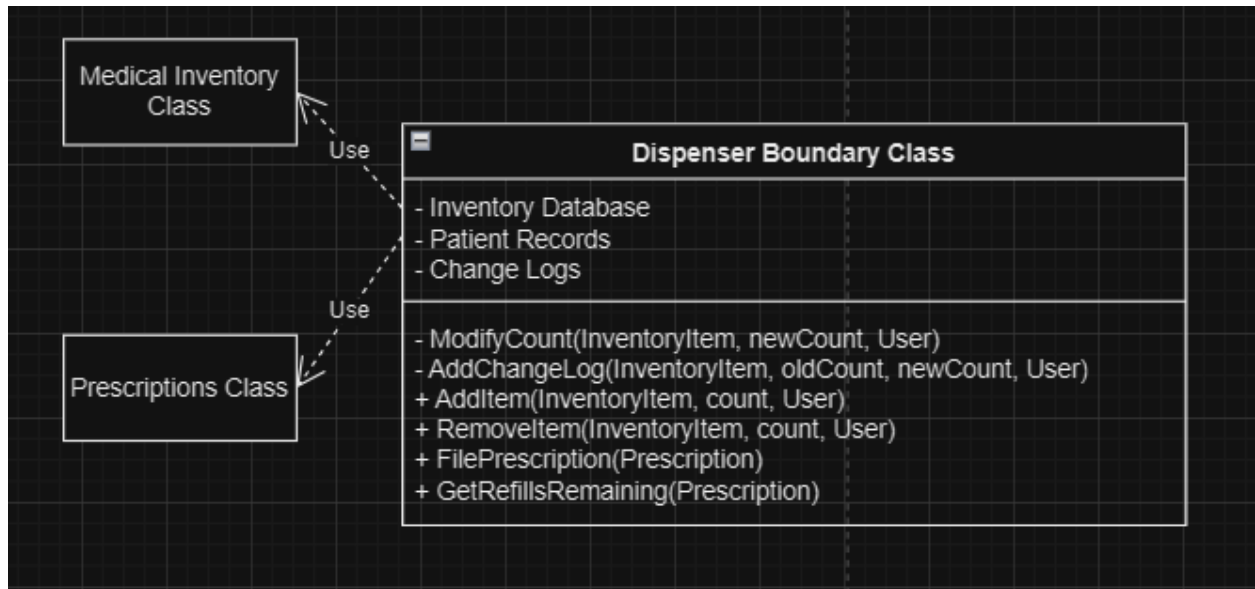 Medical Inventory
Class
Use
Dispenser Boundary Class
- Inventory Database
- Patient Records
- Change Logs
Use
Prescriptions Class
- ModifyCount(InventoryItem, newCount, User)
- AddChangeLog(InventoryItem, oldCount, newCount, User)
+ AddItem(InventoryItem, count, User)
+ RemoveItem(InventoryItem, count, User)
+ FilePrescription(Prescription)
+ GetRefillsRemaining(Prescription)